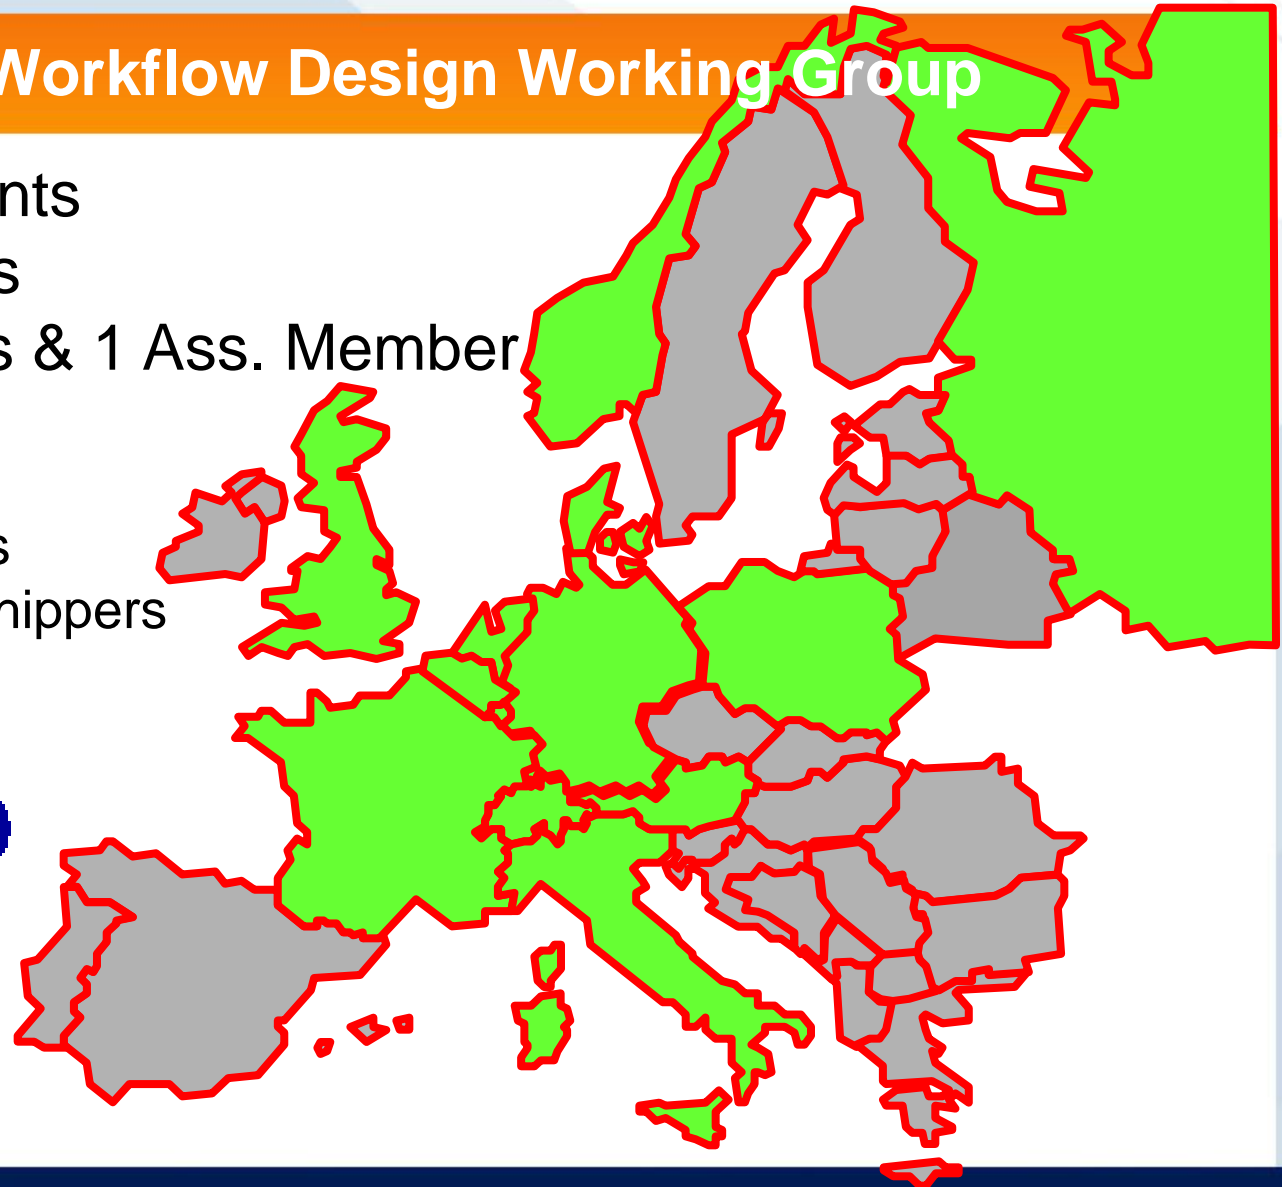 Workflow Design Working Group
nts
s
s & 1 Ass. Member
s
hippers